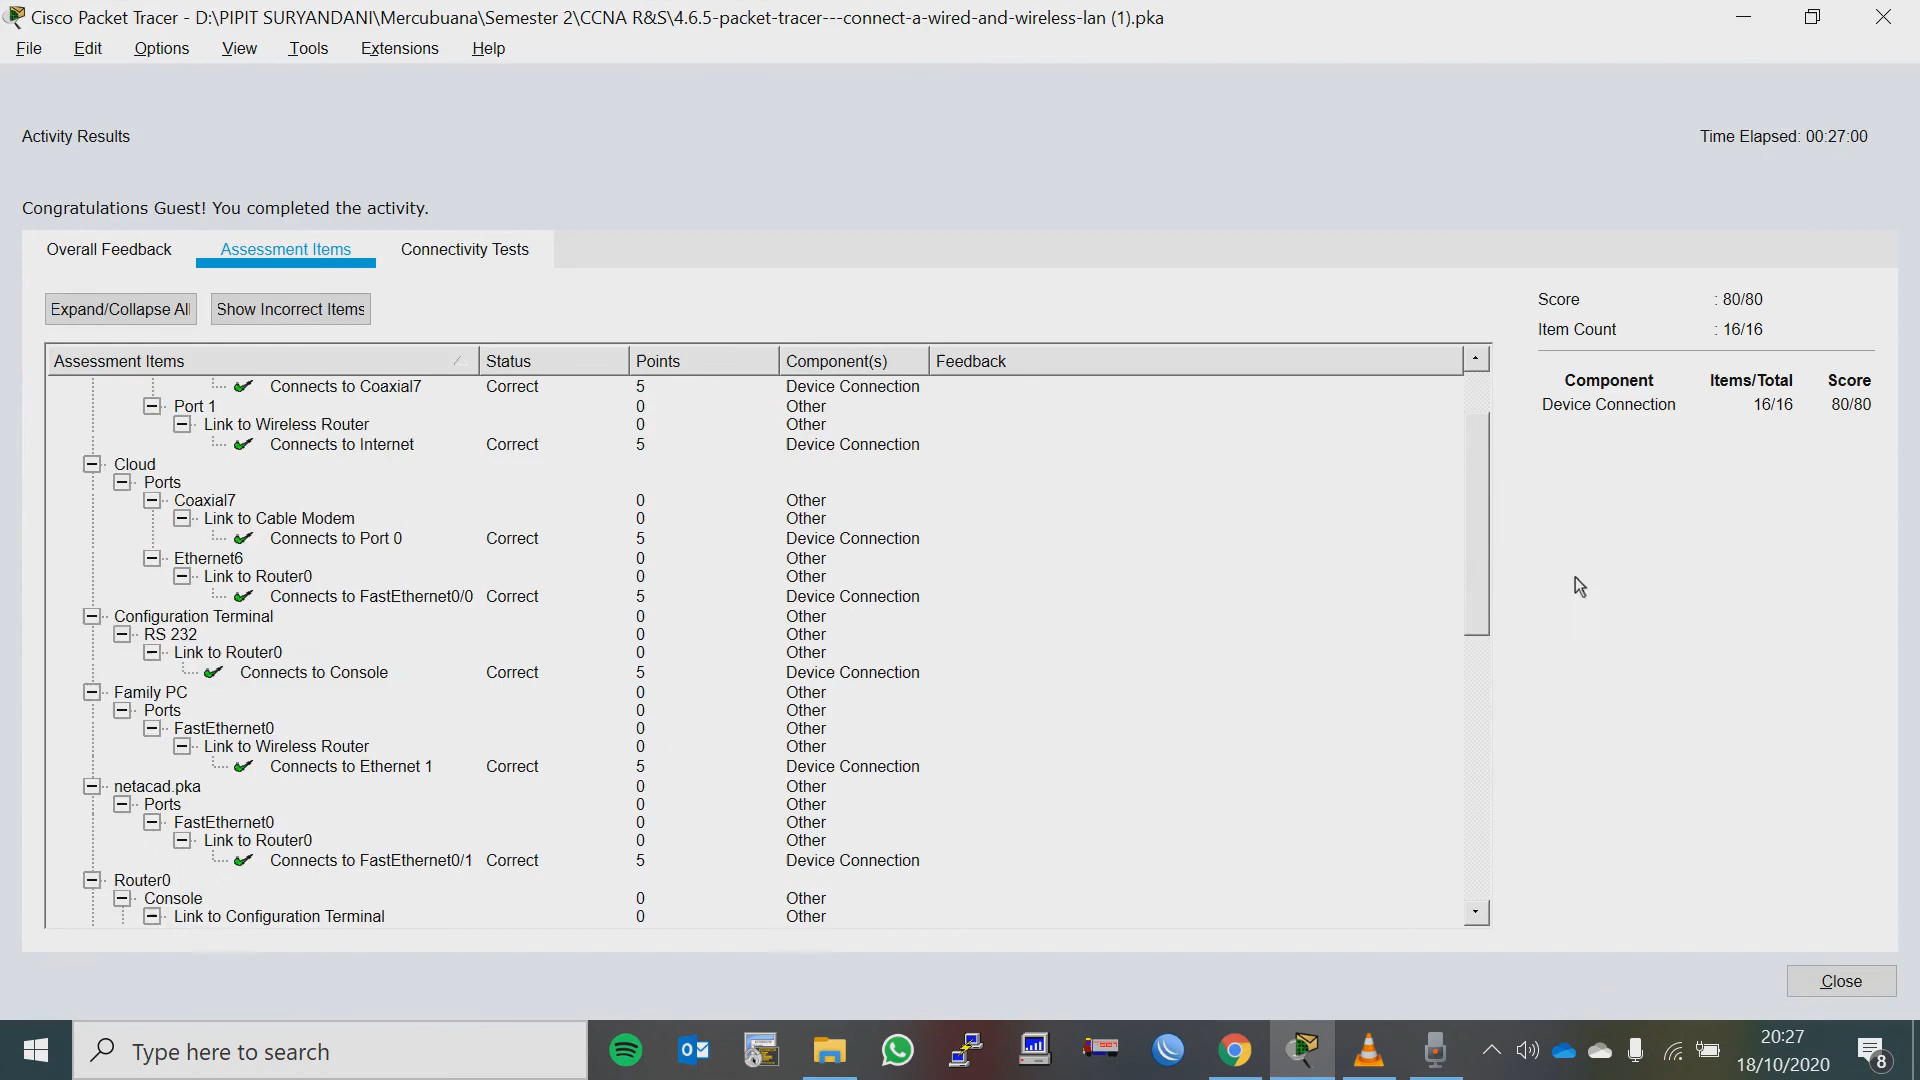 Cisco Packet Tracer - D:\PIPIT SURYANDANI\Mercubuana\Semester 2\CCNA R&S\4.6.5-packet-tracer---connect-a-wired-and-wireless-lan (1).pka
File Edit Options View Tools Extensions Help
Activity Results Time Elapsed: 00:27:00
Congratulations Guest! You completed the activity.
Overall Feedback Assessment Items Connectivity Tests
Expand/Collapse All Show Incorrect Items
Score : 80/80
Item Count : 16/16
Component Items/Total Score
Device Connection 16/16 80/80
Assessment Items Status Points Component(s) Feedback
Connects to Coaxial7 Correct 5 Device Connection
Port 1 0 Other
Link to Wireless Router 0 Other
Connects to Internet Correct 5 Device Connection
Cloud
Ports
Coaxial7 0 Other
Link to Cable Modem 0 Other
Connects to Port 0 Correct 5 Device Connection
Ethernet6 0 Other
Link to Router0 0 Other
Connects to FastEthernet0/0 Correct 5 Device Connection
Configuration Terminal 0 Other
RS 232 0 Other
Link to Router0 0 Other
Connects to Console Correct 5 Device Connection
Family PC 0 Other
Ports 0 Other
FastEthernet0 0 Other
Link to Wireless Router 0 Other
Connects to Ethernet 1 Correct 5 Device Connection
netacad.pka 0 Other
Ports 0 Other
FastEthernet0 0 Other
Link to Router0 0 Other
Connects to FastEthernet0/1 Correct 5 Device Connection
Router0
Console 0 Other
Link to Configuration Terminal 0 Other
Close
Type here to search
20:27
18/10/2020
8